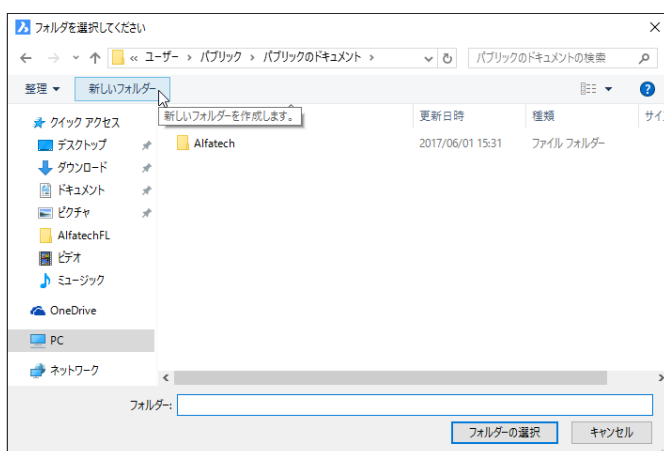 フォルダを選択してください
« ユーザー › パブリック › パブリックのドキュメント ›
パブリックのドキュメントの検索
整理 ▼ 新しいフォルダー
新しいフォルダーを作成します。
更新日時 種類 サイ
クイック アクセス
デスクトップ
ダウンロード
ドキュメント
ピクチャ
AlfatechFL
ビデオ
ミュージック
OneDrive
PC
ネットワーク
Alfatech 2017/06/01 15:31 ファイル フォルダー
フォルダー:
フォルダーの選択 キャンセル